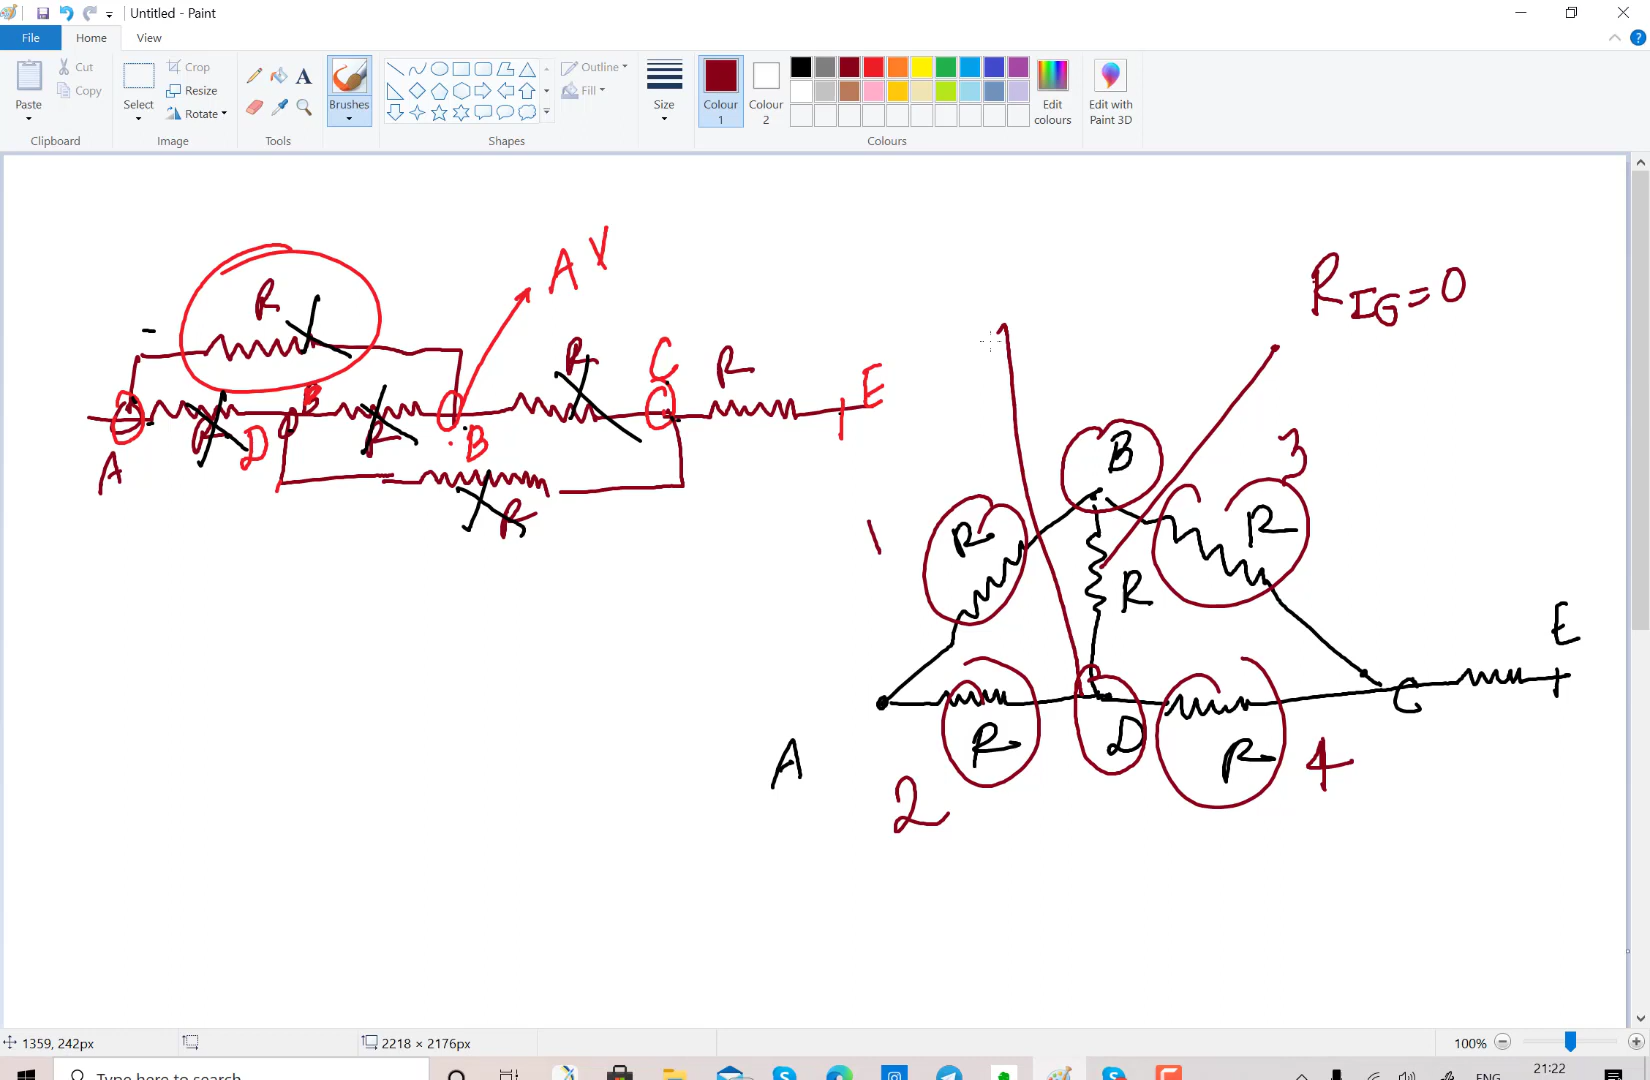 Untitled - Paint
File
Home
View
Paste
Cut
Copy
Clipboard
Select
Crop
Resize
Rotate
Image
A
Tools
Brushes
Outline
Fill
Shapes
Size
Colour
1
Colour
2
Edit
colours
Edit with
Paint 3D
Colours
R
A
R
D
B
R
B
R
R
C
R
E
A
R IG = 0
B
R
R
R
3
1
E
A
R
2
D
R
4
C
1359, 242px
2218 × 2176px
100%
Type here to search
ENG
21:22